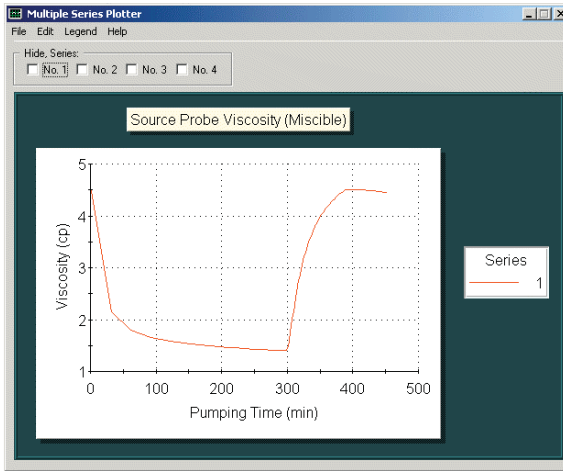 Multiple Series Plotter
File Edit Legend Help
Hide, Series:
No. 1 No. 2 No. 3 No. 4
Source Probe Viscosity (Miscible)
5
4
3
2
1
Viscosity (cp)
0 100 200 300 400 500
Pumping Time (min)
Series
1